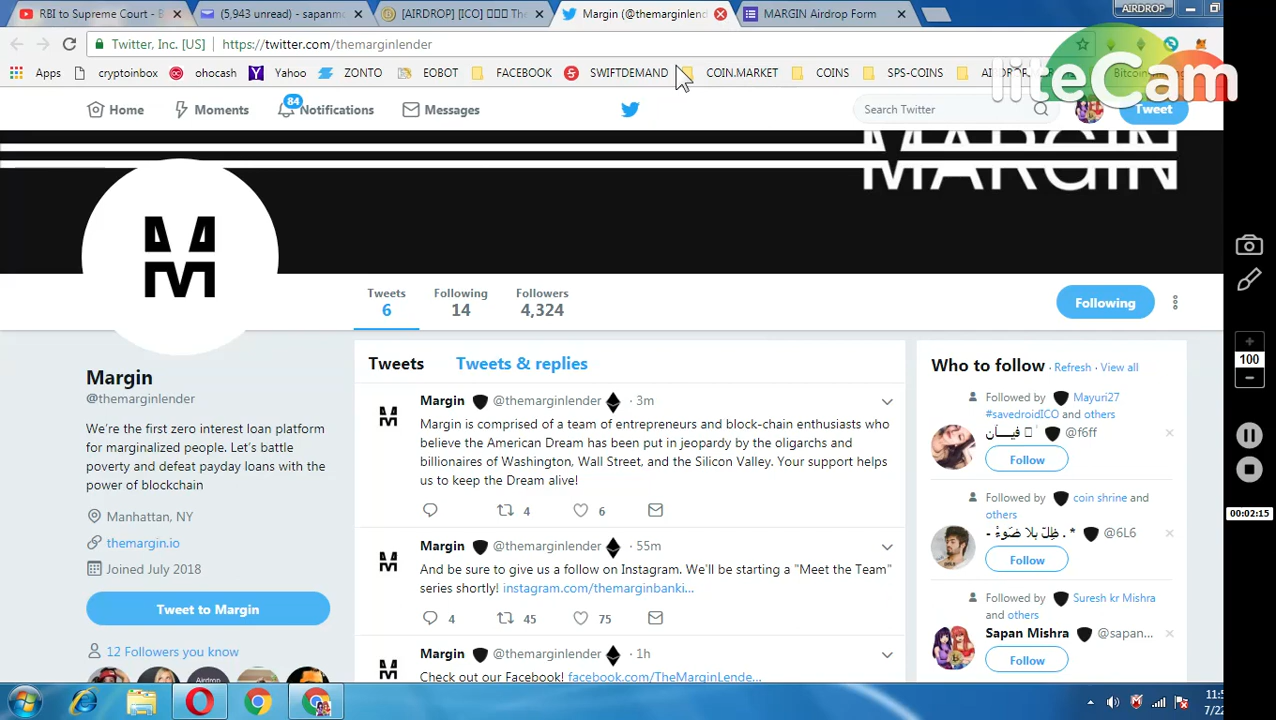 RBI to Supreme Court - B
(5,943 unread) - sapanmo
[AIRDROP] [ICO] The
Margin (@themarginlend
MARGIN Airdrop Form
AIRDROP
Twitter, Inc. [US]
https://twitter.com/themarginlender
Apps
cryptoinbox
ohocash
Yahoo
EOBOT
FACEBOOK
SWIFTDEMAND
COIN.MARKET
COINS
SPS-COINS
liteCam
Home
Moments
84
Notifications
Messages
Search Twitter
Tweet
MARGIN
MARGIN
M
M
Tweets
6
Following
14
Followers
4,324
Following
Margin
@themarginlender
We're the first zero interest loan platform
for marginalized people. Let's battle
poverty and defeat payday loans with the
power of blockchain
Manhattan, NY
themargin.io
Joined July 2018
Tweet to Margin
12 Followers you know
Airdrop
Tweets
Tweets & replies
Margin @themarginlender · 3m
Margin is comprised of a team of entrepreneurs and block-chain enthusiasts who
believe the American Dream has been put in jeopardy by the oligarchs and
billionaires of Washington, Wall Street, and the Silicon Valley. Your support helps
us to keep the Dream alive!
4
6
Margin @themarginlender · 55m
And be sure to give us a follow on Instagram. We'll be starting a "Meet the Team"
series shortly! instagram.com/themarginbanki...
4
45
75
Margin @themarginlender · 1h
Check out our Facebook! facebook.com/TheMarginLende...
Who to follow · Refresh · View all
Followed by Mayuri27
#savedroidICO and others
@f6ff
Follow
Followed by coin shrine and
others
- ظِلّ بلا ضَوءْ . * @6L6
Follow
Followed by Suresh kr Mishra
and others
Sapan Mishra @sapan...
Follow
100
00:02:15
11:5
7/22